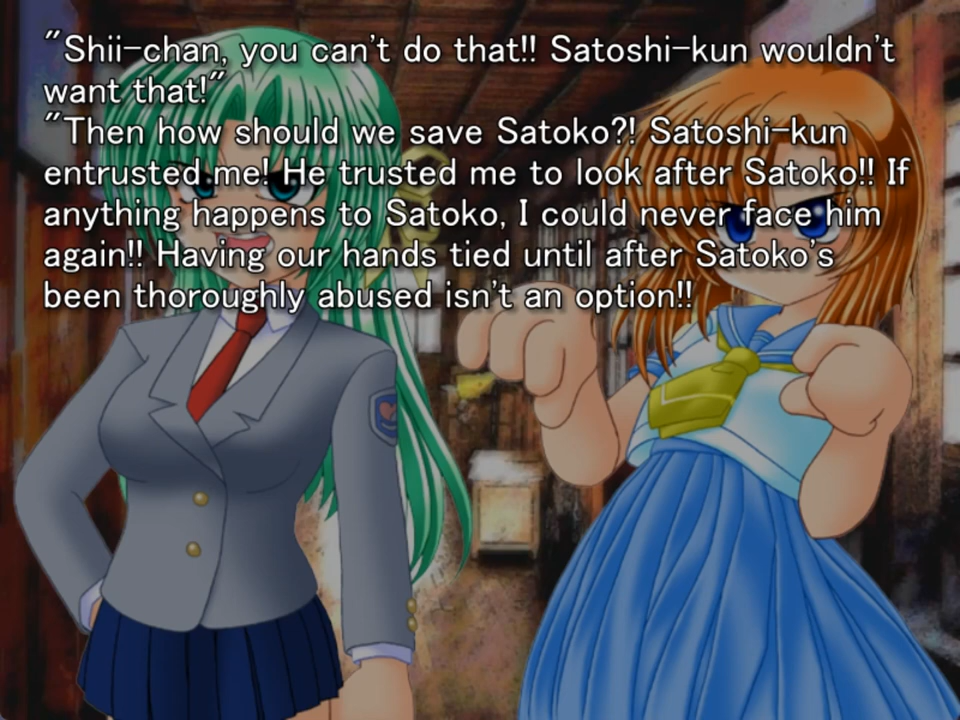 "Shii-chan, you can't do that!! Satoshi-kun wouldn't
want that!"
"Then how should we save Satoko?! Satoshi-kun
entrusted me! He trusted me to look after Satoko!! If
anything happens to Satoko, I could never face him
again!! Having our hands tied until after Satoko's
been thoroughly abused isn't an option!!